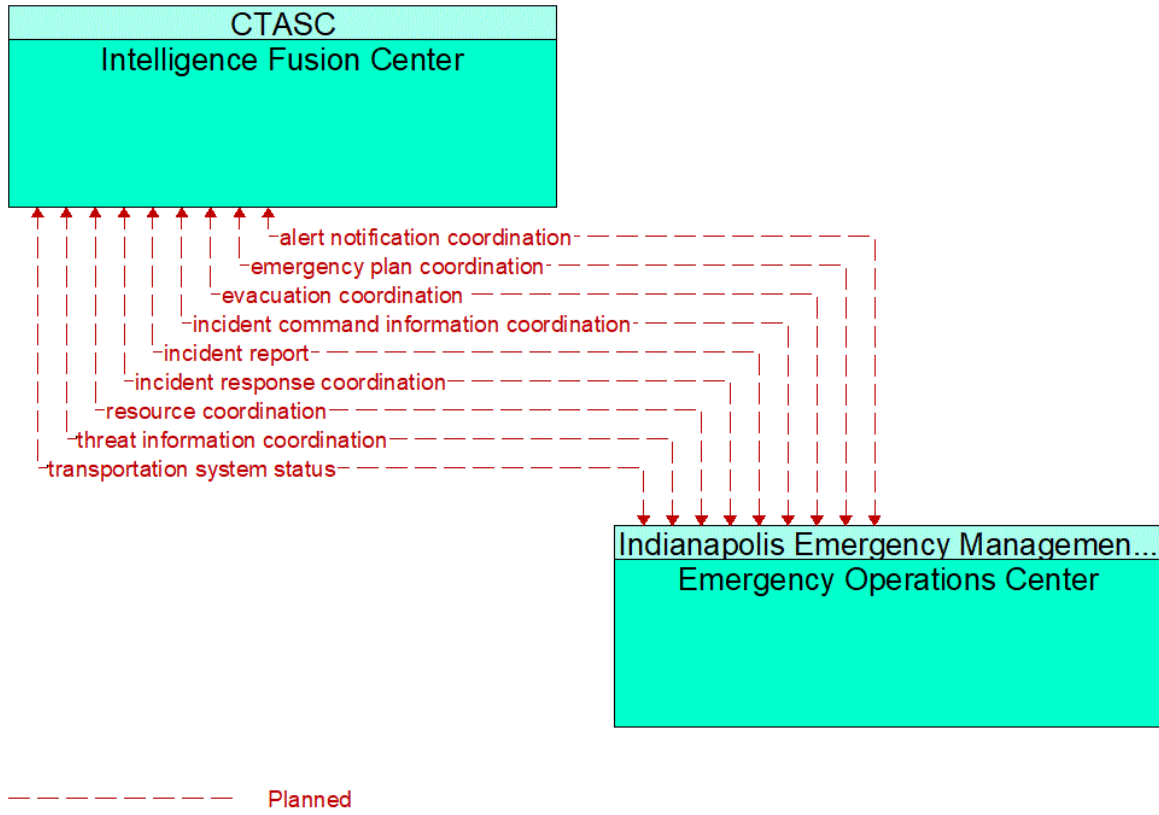 CTASC
Intelligence Fusion Center
alert notification coordination
emergency plan coordination
evacuation coordination
incident command information coordination
incident report
incident response coordination
resource coordination
threat information coordination
transportation system status
Indianapolis Emergency Managemen...
Emergency Operations Center
Planned